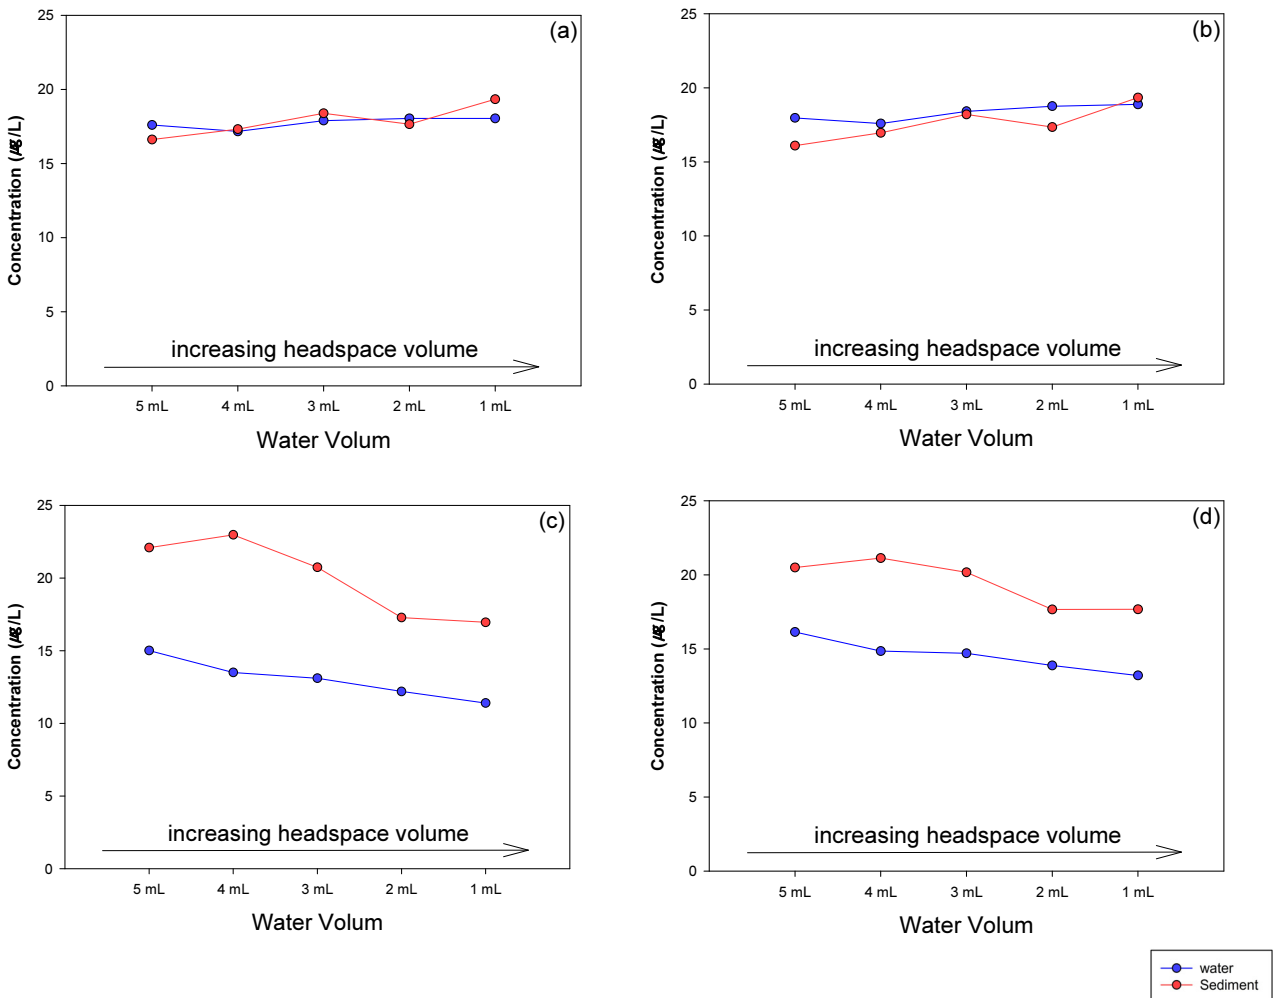 (a)
25
20
15
10
5
0
Concentration (㎍/L)
increasing headspace volume
5 mL 4 mL 3 mL 2 mL 1 mL
Water Volum
(b)
25
20
15
10
5
0
Concentration (㎍/L)
increasing headspace volume
5 mL 4 mL 3 mL 2 mL 1 mL
Water Volum
(c)
25
20
15
10
5
0
Concentration (㎍/L)
increasing headspace volume
5 mL 4 mL 3 mL 2 mL 1 mL
Water Volum
(d)
25
20
15
10
5
0
Concentration (㎍/L)
increasing headspace volume
5 mL 4 mL 3 mL 2 mL 1 mL
Water Volum
water
Sediment